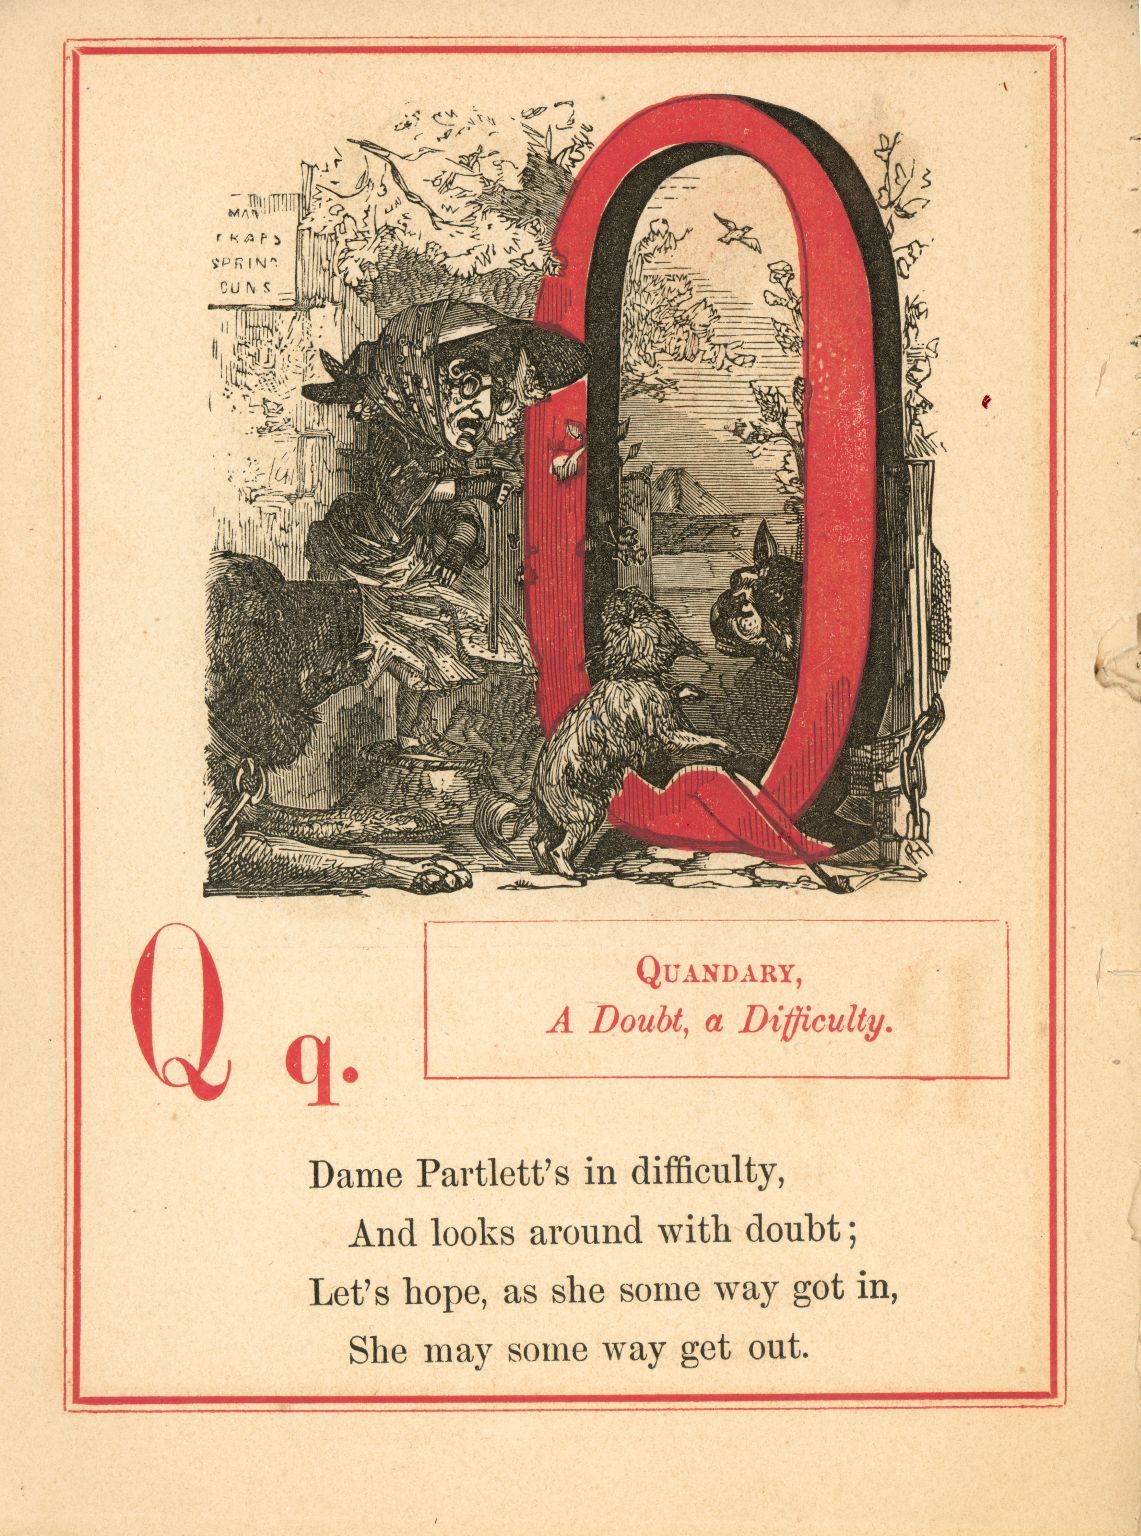 MAN
TRAPS
SPRING
GUNS
Q q.
QUANDARY,
A Doubt, a Difficulty.
Dame Partlett's in difficulty,
And looks around with doubt;
Let's hope, as she some way got in,
She may some way get out.